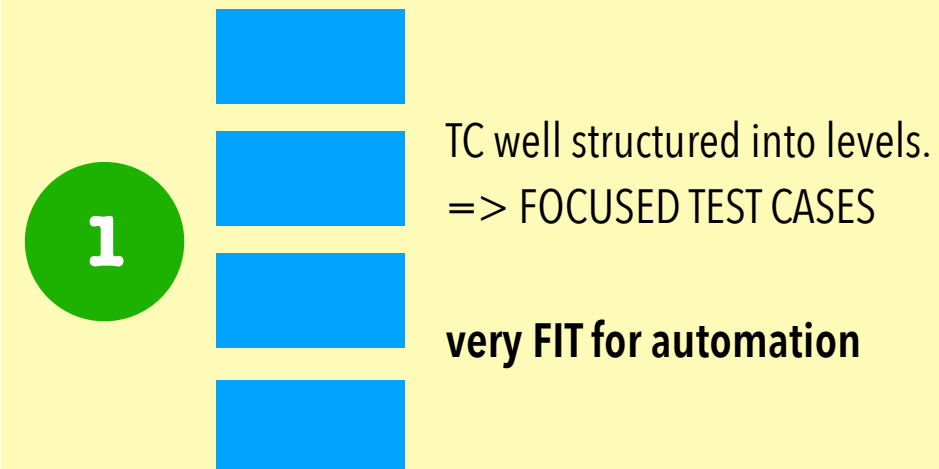 1
TC well structured into levels.
=> FOCUSED TEST CASES
very FIT for automation